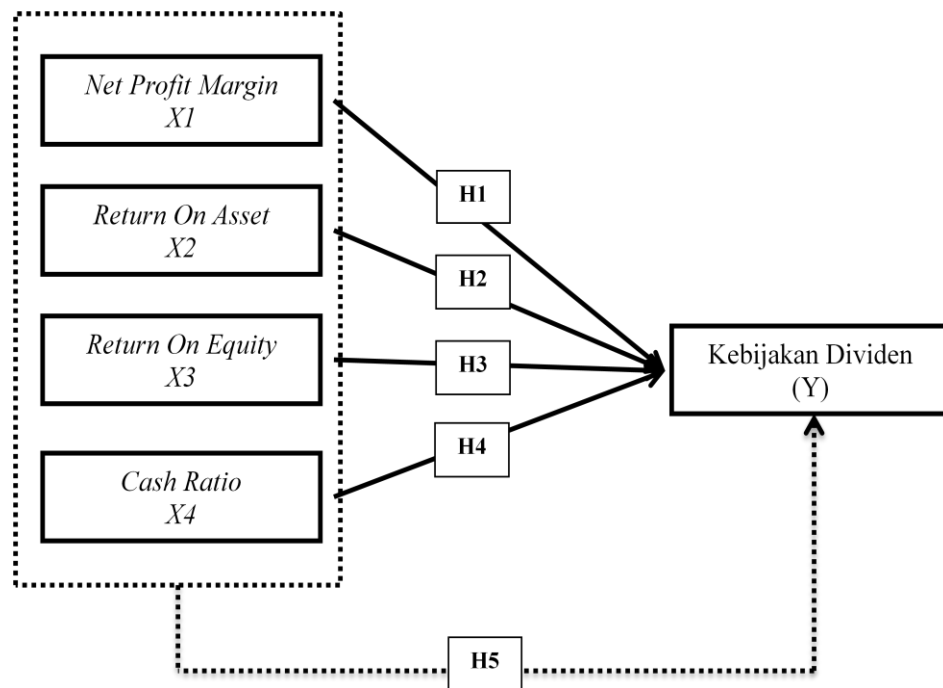 Net Profit Margin
X1
H1
Return On Asset
X2
H2
Return On Equity
X3
H3
Kebijakan Dividen
(Y)
Cash Ratio
X4
H4
H5